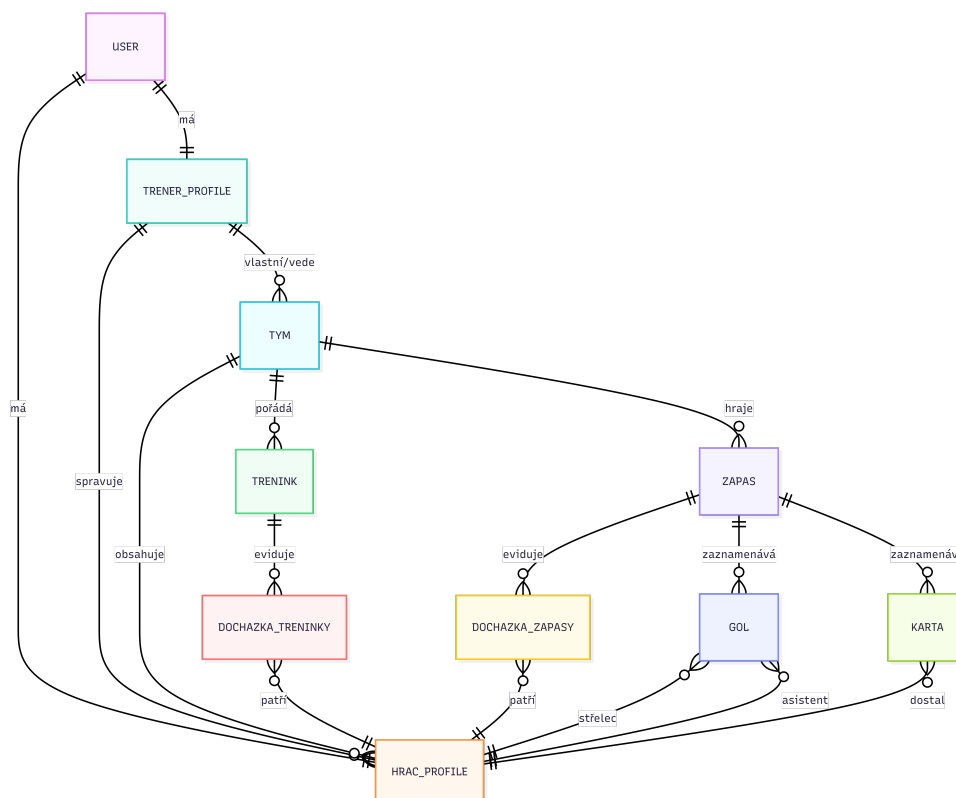 USER
má
TRENER_PROFILE
vlastní/vede
TYM
má
pořádá
hraje
spravuje
TRENINK
ZAPAS
obsahuje
eviduje
eviduje
zaznamenává
zaznamenáv
DOCHAZKA_TRENINKY
DOCHAZKA_ZAPASY
GOL
KARTA
patří
patří
střelec
asistent
dostal
HRAC_PROFILE